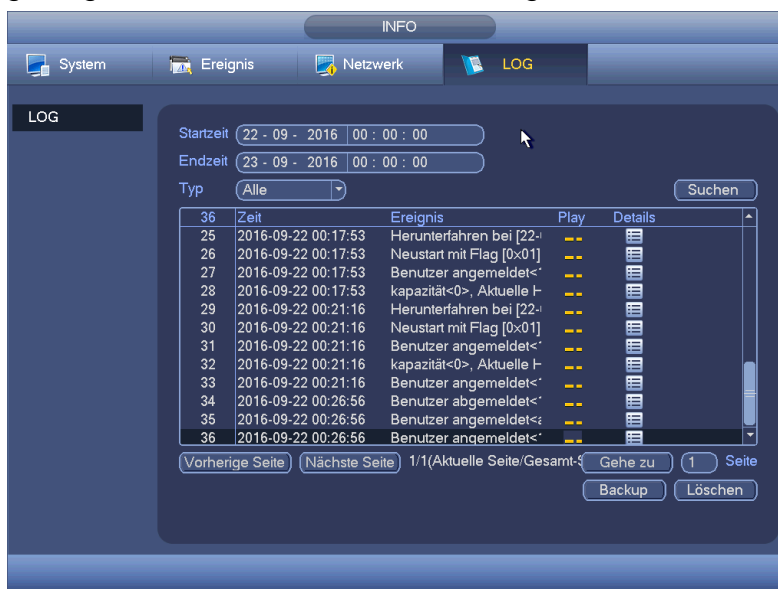 INFO
System Ereignis Netzwerk LOG
LOG
Startzeit 22 - 09 - 2016 00 : 00 : 00
Endzeit 23 - 09 - 2016 00 : 00 : 00
Typ Alle Suchen
36 Zeit Ereignis Play Details
25 2016-09-22 00:17:53 Herunterfahren bei [22-
26 2016-09-22 00:17:53 Neustart mit Flag [0x01]
27 2016-09-22 00:17:53 Benutzer angemeldet<
28 2016-09-22 00:17:53 kapazität<0>, Aktuelle
29 2016-09-22 00:21:16 Herunterfahren bei [22-
30 2016-09-22 00:21:16 Neustart mit Flag [0x01]
31 2016-09-22 00:21:16 Benutzer angemeldet<
32 2016-09-22 00:21:16 kapazität<0>, Aktuelle
33 2016-09-22 00:21:16 Benutzer angemeldet<
34 2016-09-22 00:26:56 Benutzer abgemeldet<
35 2016-09-22 00:26:56 Benutzer angemeldet<
36 2016-09-22 00:26:56 Benutzer angemeldet<
Vorherige Seite Nächste Seite 1/1(Aktuelle Seite/Gesamt- Gehe zu 1 Seite
Backup Löschen